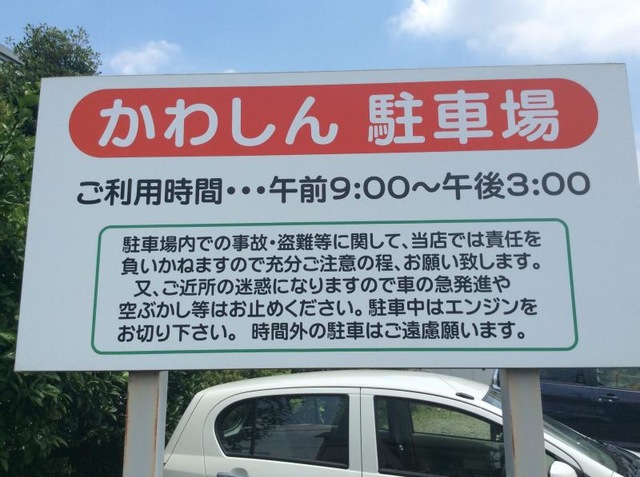 かわしん 駐車場
ご利用時間・・・午前9:00～午後3:00
駐車場内での事故・盗難等に関して、当店では責任を
負いかねますので充分ご注意の程、お願い致します。
又、ご近所の迷惑になりますので車の急発進や
空ぶかし等はお止めください。駐車中はエンジンを
お切り下さい。 時間外の駐車はご遠慮願います。